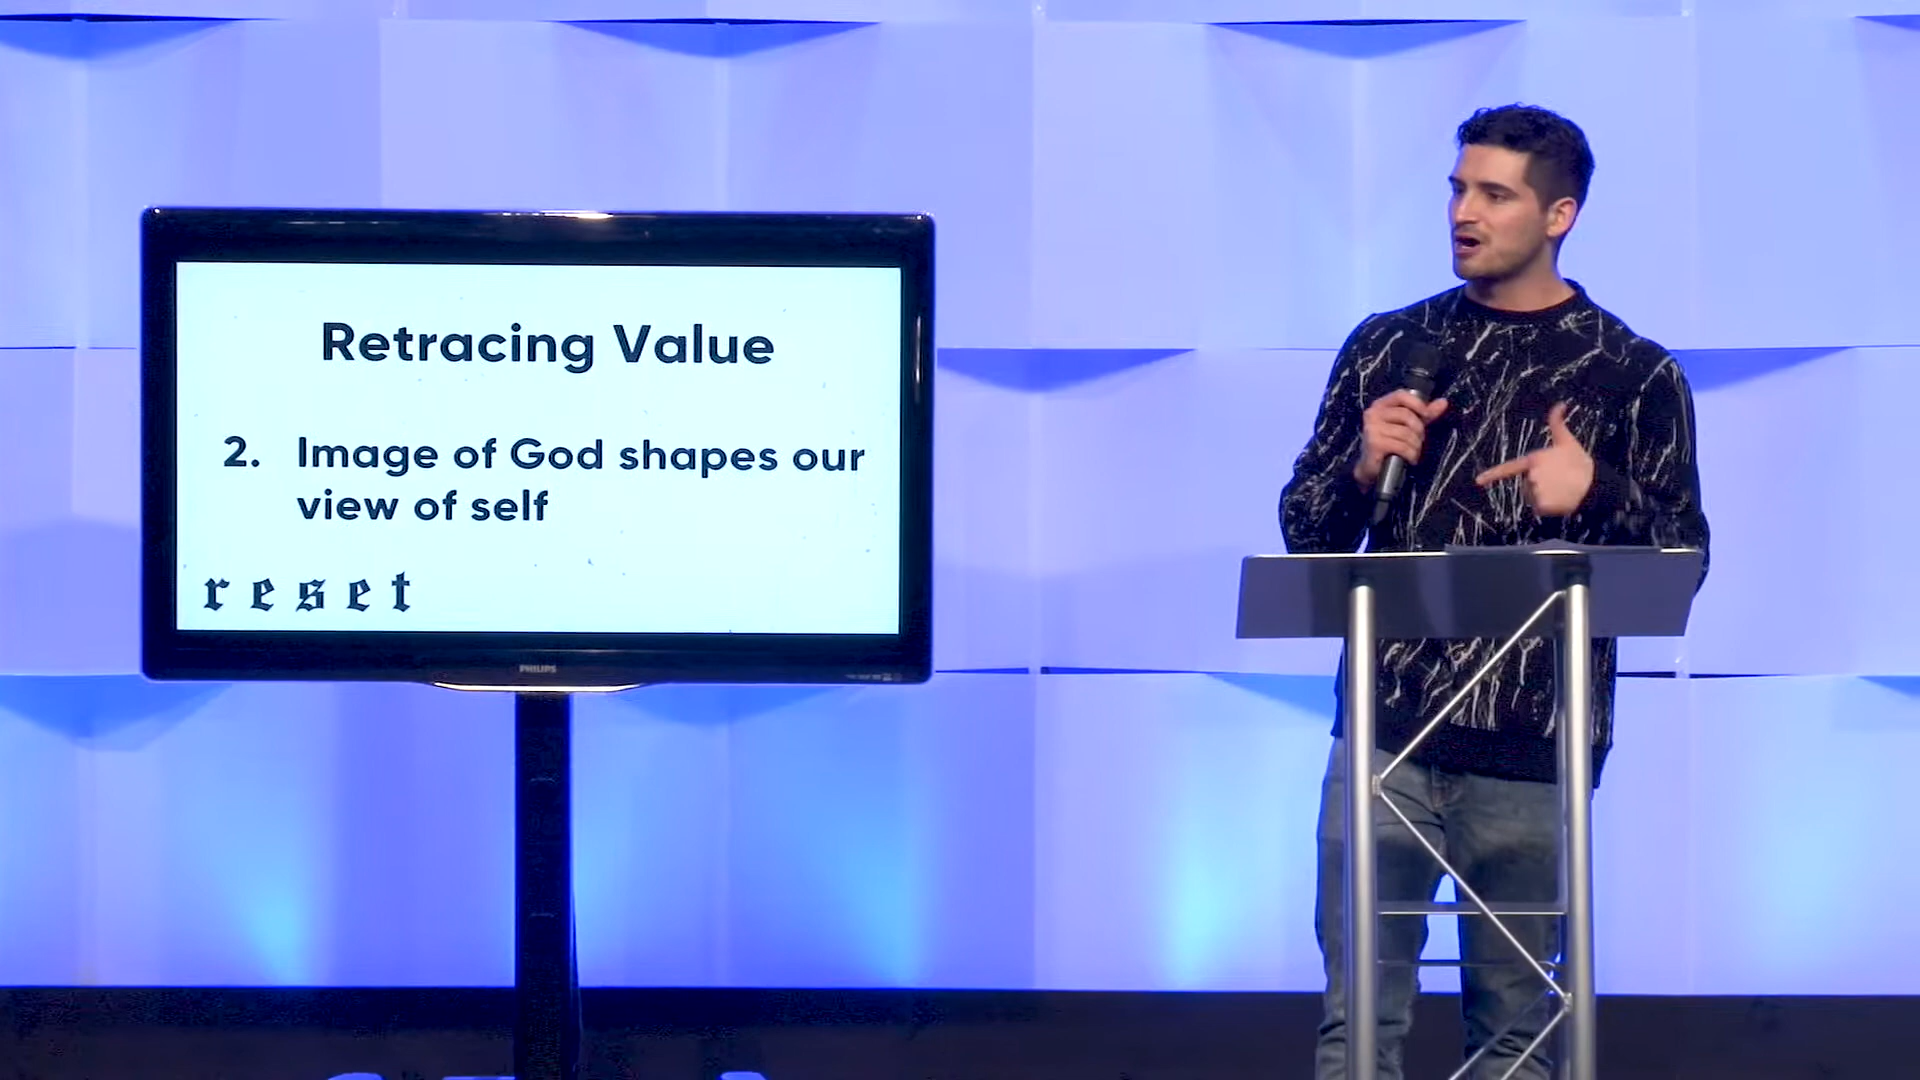 Retracing Value
2. Image of God shapes our
view of self
reset
PHILIPS